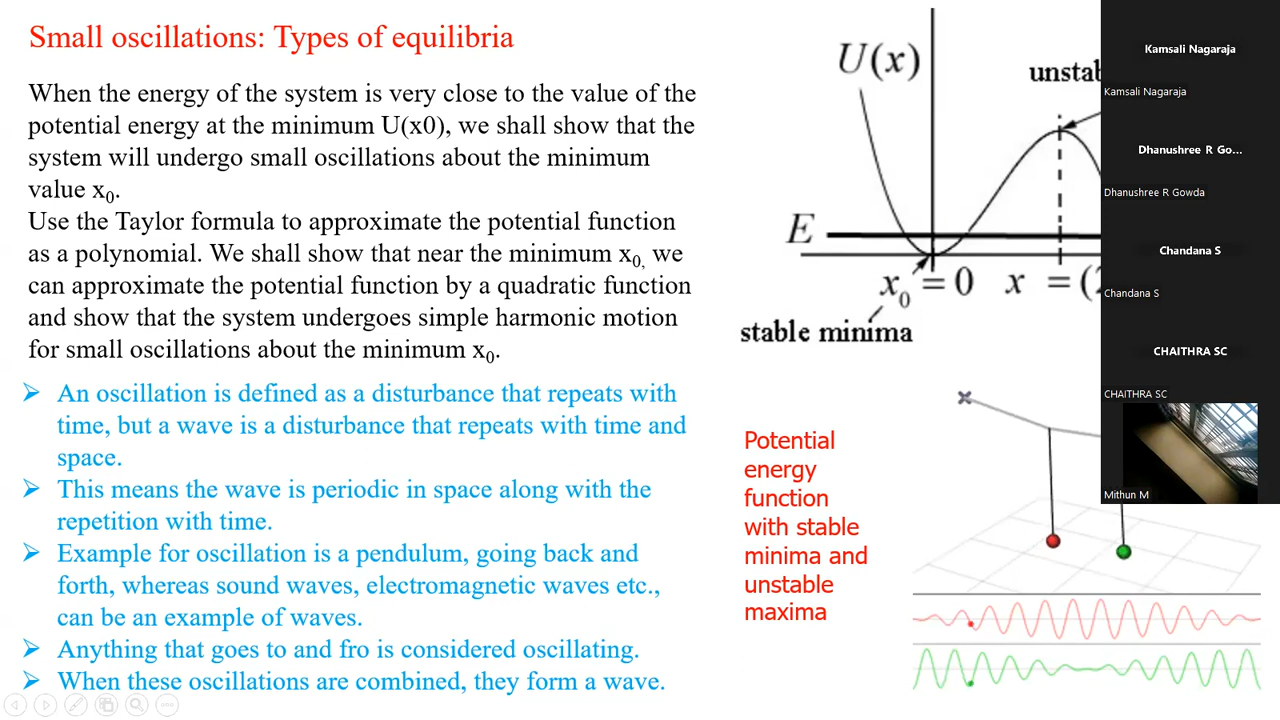 Small oscillations: Types of equilibria
When the energy of the system is very close to the value of the
potential energy at the minimum U(x0), we shall show that the
system will undergo small oscillations about the minimum
value x₀.
Use the Taylor formula to approximate the potential function
as a polynomial. We shall show that near the minimum x₀, we
can approximate the potential function by a quadratic function
and show that the system undergoes simple harmonic motion
for small oscillations about the minimum x₀.
➢ An oscillation is defined as a disturbance that repeats with
time, but a wave is a disturbance that repeats with time and
space.
➢ This means the wave is periodic in space along with the
repetition with time.
➢ Example for oscillation is a pendulum, going back and
forth, whereas sound waves, electromagnetic waves etc.,
can be an example of waves.
➢ Anything that goes to and fro is considered oscillating.
➢ When these oscillations are combined, they form a wave.
U(x)
unstab
E
x₀ = 0 x = (
stable minima
Potential
energy
function
with stable
minima and
unstable
maxima
Kamsali Nagaraja
Kamsali Nagaraja
Dhanushree R Go...
Dhanushree R Gowda
Chandana S
Chandana S
CHAITHRA SC
CHAITHRA SC
Mithun M